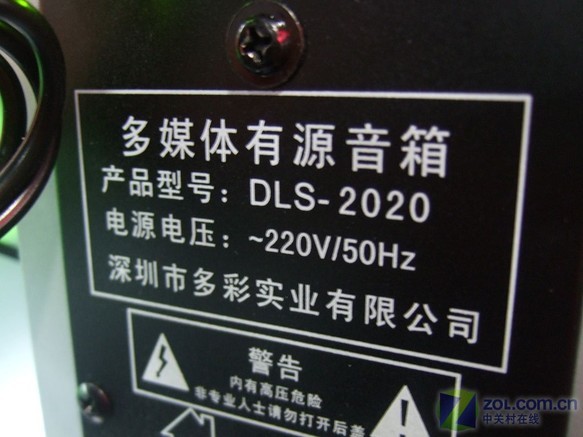 多媒体有源音箱
产品型号：DLS-2020
电源电压：~220V/50Hz
深圳市多彩实业有限公司
警告
内有高压危险
非专业人士请勿打开后盖
zol.com.cn
中关村在线